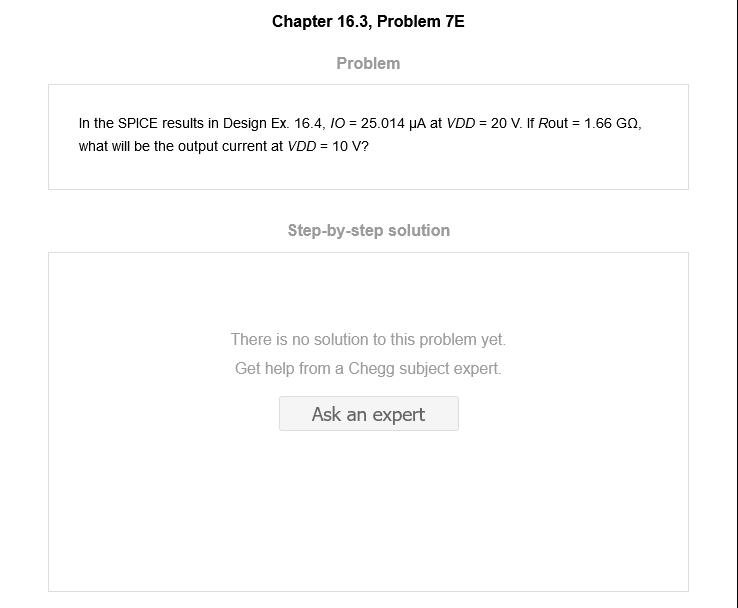 Chapter 16.3, Problem 7E
Problem
In the SPICE results in Design Ex. 16.4, IO = 25.014 μA at VDD = 20 V. If Rout = 1.66 GΩ,
what will be the output current at VDD = 10 V?
Step-by-step solution
There is no solution to this problem yet.
Get help from a Chegg subject expert.
Ask an expert